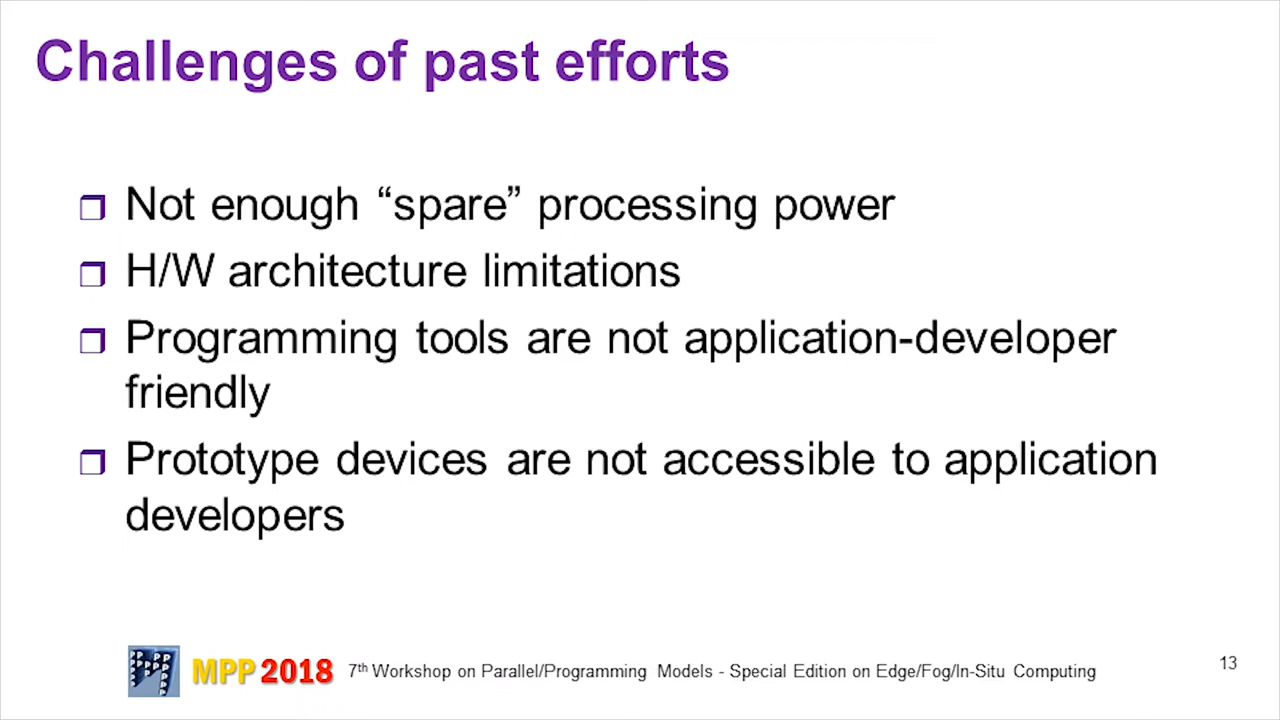 Challenges of past efforts
Not enough “spare” processing power
H/W architecture limitations
Programming tools are not application-developer
friendly
Prototype devices are not accessible to application
developers
MPP 2018 7th Workshop on Parallel/Programming Models - Special Edition on Edge/Fog/In-Situ Computing
13